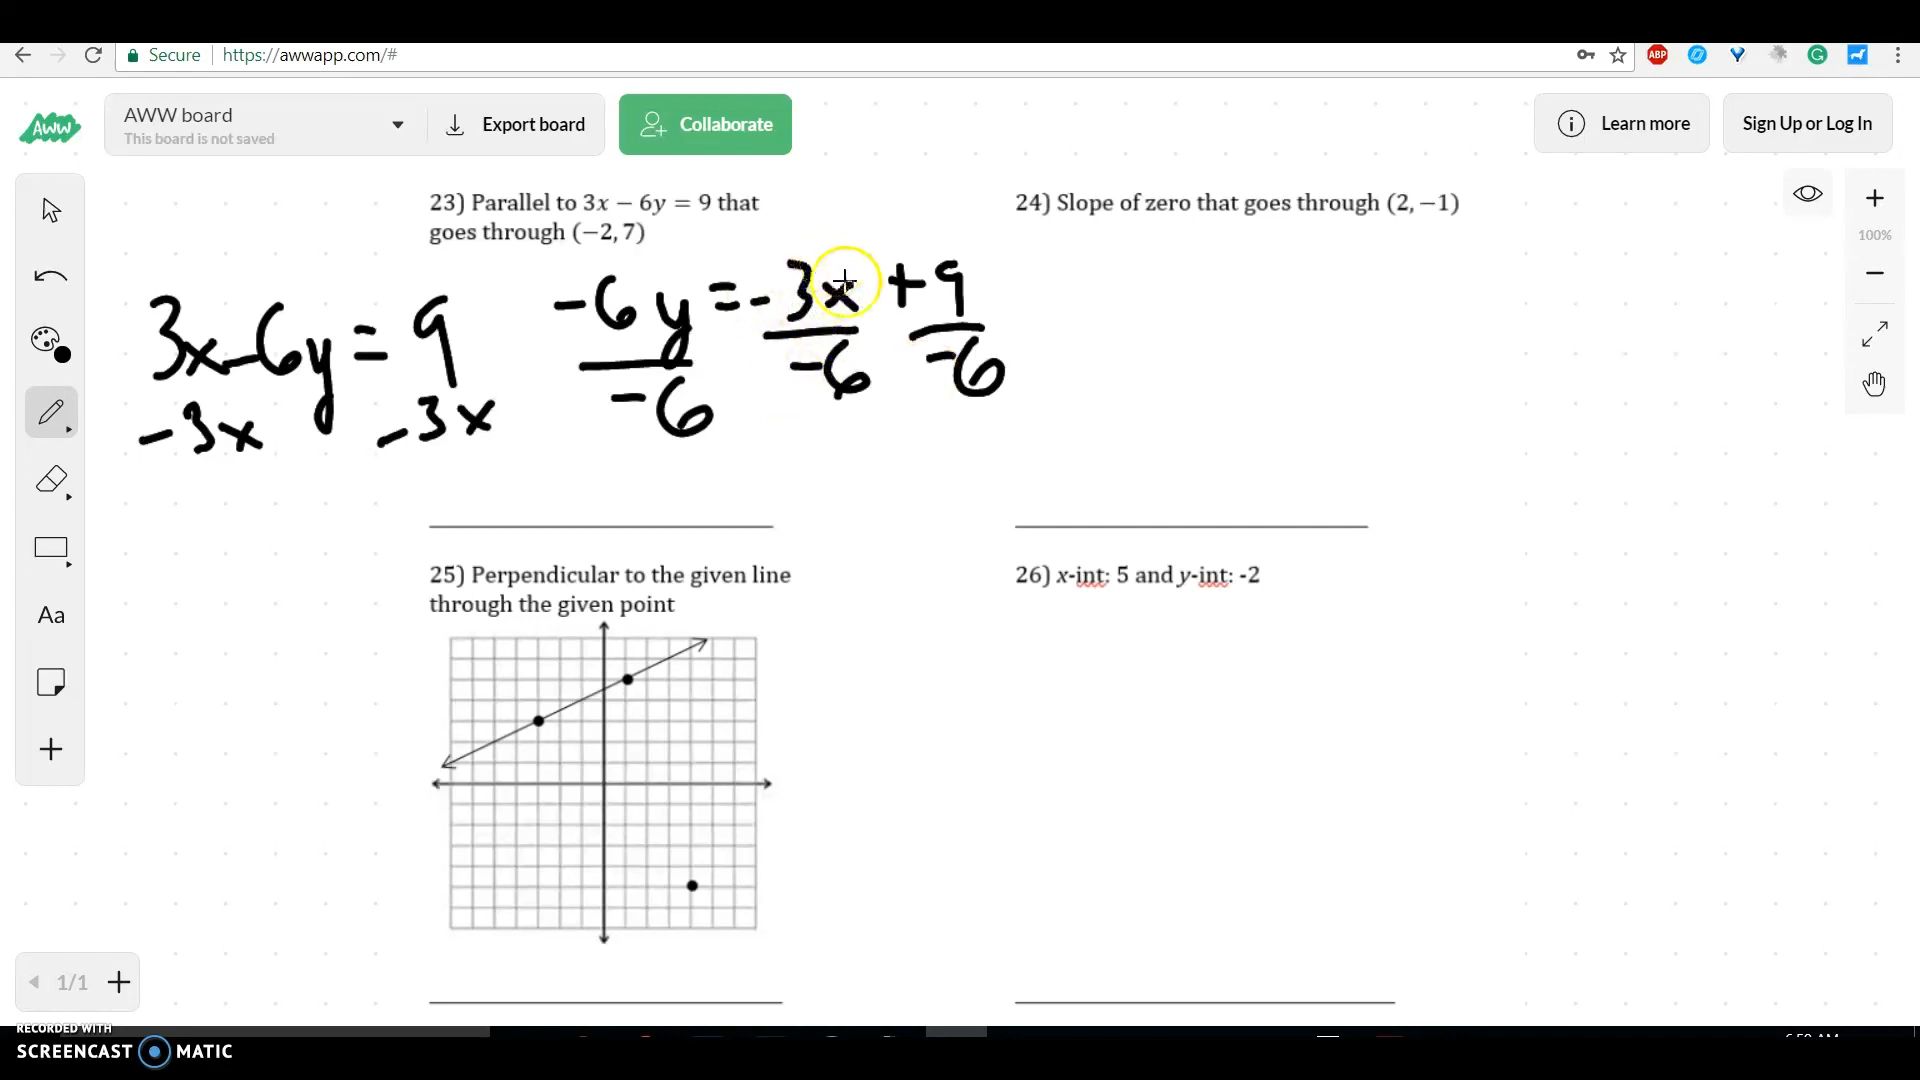 Secure https://awwapp.com/#
ABP
G
AWW
AWW board
This board is not saved
Export board
Collaborate
Learn more
Sign Up or Log In
23) Parallel to 3x − 6y = 9 that
goes through (−2, 7)
24) Slope of zero that goes through (2, −1)
100%
3x-6y=9
-3x -3x
-6y=-3x+9
-6 -6 -6
25) Perpendicular to the given line
through the given point
26) x-int: 5 and y-int: -2
Aa
1/1
RECORDED WITH
SCREENCAST MATIC